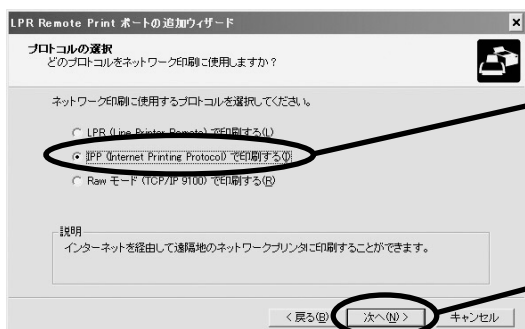 LPR Remote Print ポートの追加ウィザード
プロトコルの選択
どのプロトコルをネットワーク印刷に使用しますか?
ネットワーク印刷に使用するプロトコルを選択してください。
LPR (Line Printer Remote) で印刷する(L)
IPP (Internet Printing Protocol) で印刷する(I)
Raw モード (TCP/IP 9100) で印刷する(R)
説明
インターネットを経由して遠隔地のネットワークプリンタに印刷することができます。
< 戻る(B) 次へ(N) > キャンセル